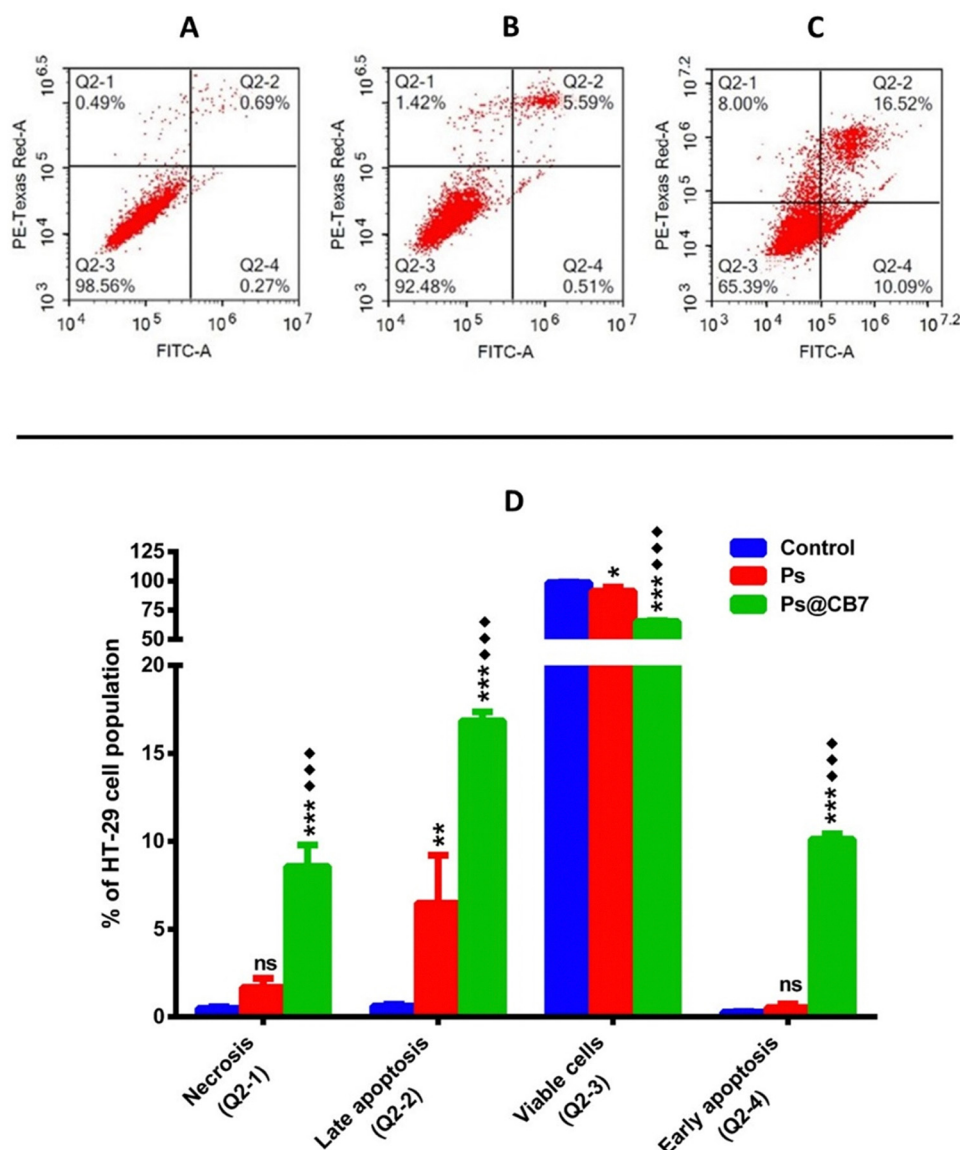 A
B
C
Q2-1
0.49%
Q2-2
0.69%
Q2-3
98.56%
Q2-4
0.27%
10^6.5
10^5
10^4
10^3
PE-Texas Red-A
10^4
10^5
10^6
10^7
FITC-A
Q2-1
1.42%
Q2-2
5.59%
Q2-3
92.48%
Q2-4
0.51%
10^6.5
10^5
10^4
10^3
PE-Texas Red-A
10^4
10^5
10^6
10^7
FITC-A
Q2-1
8.00%
Q2-2
16.52%
Q2-3
65.39%
Q2-4
10.09%
10^7.2
10^6
10^5
10^4
10^3
PE-Texas Red-A
10^3
10^4
10^5
10^6
10^7.2
FITC-A
D
Control
Ps
Ps@CB7
% of HT-29 cell population
125
100
75
50
20
15
10
5
0
ns
***◆◆◆
**
***◆◆◆
*
***◆◆◆◆
ns
***◆◆◆
Necrosis
(Q2-1)
Late apoptosis
(Q2-2)
Viable cells
(Q2-3)
Early apoptosis
(Q2-4)